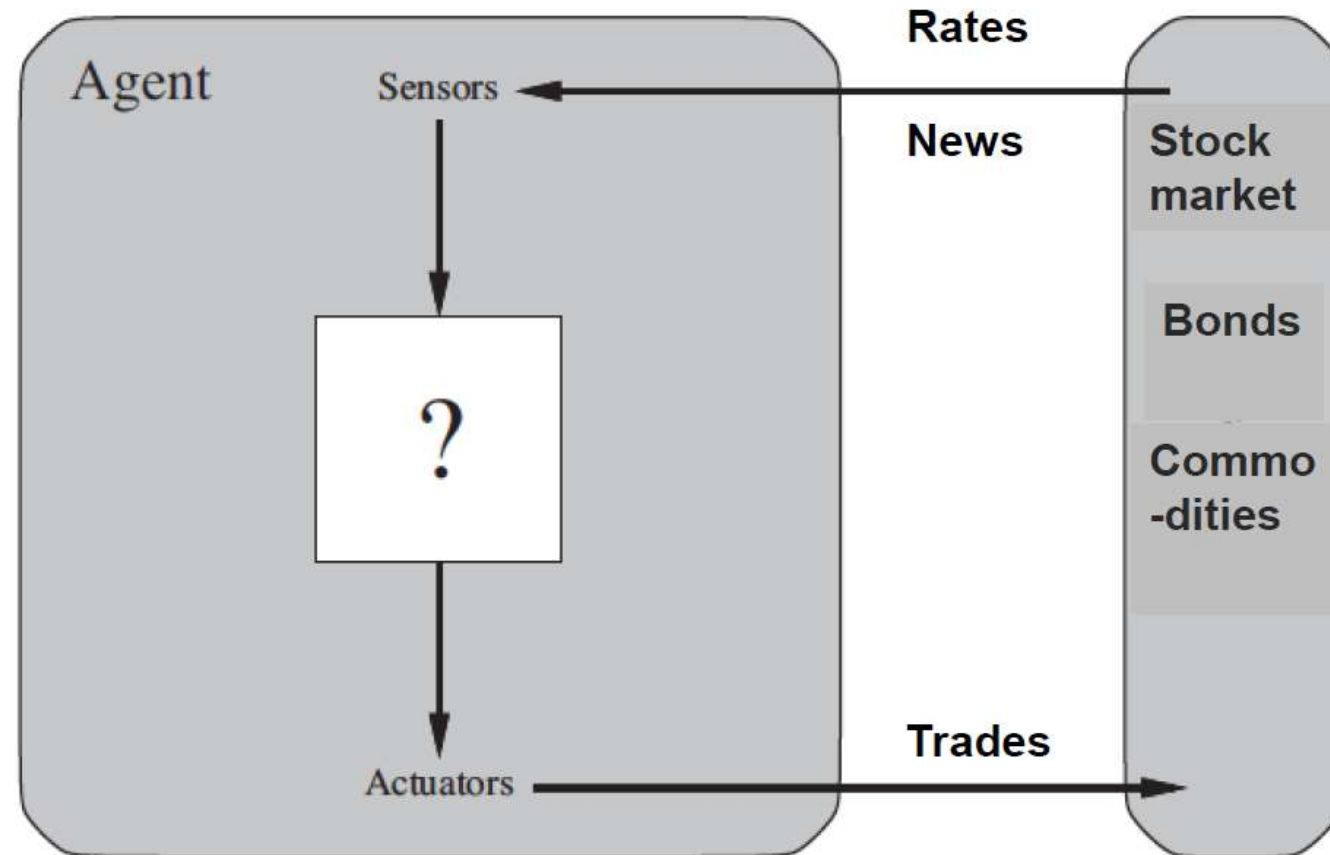 Agent
Sensors
Rates
News
Stock
market
Bonds
Commo
-dities
?
Trades
Actuators